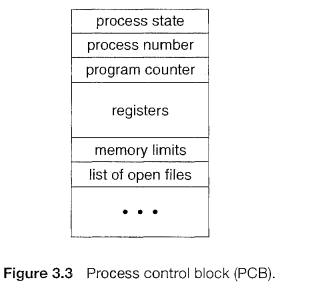 process state
process number
program counter
registers
memory limits
list of open files
• • •
Figure 3.3 Process control block (PCB).